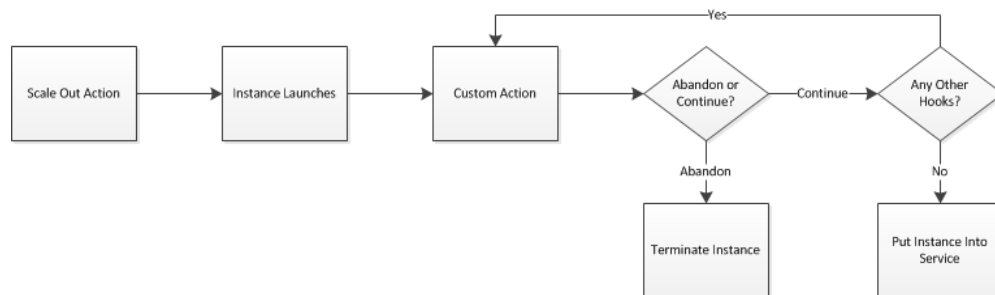 Yes
Scale Out Action
Instance Launches
Custom Action
Abandon or
Continue?
Continue
Any Other
Hooks?
Abandon
No
Terminate Instance
Put Instance Into
Service